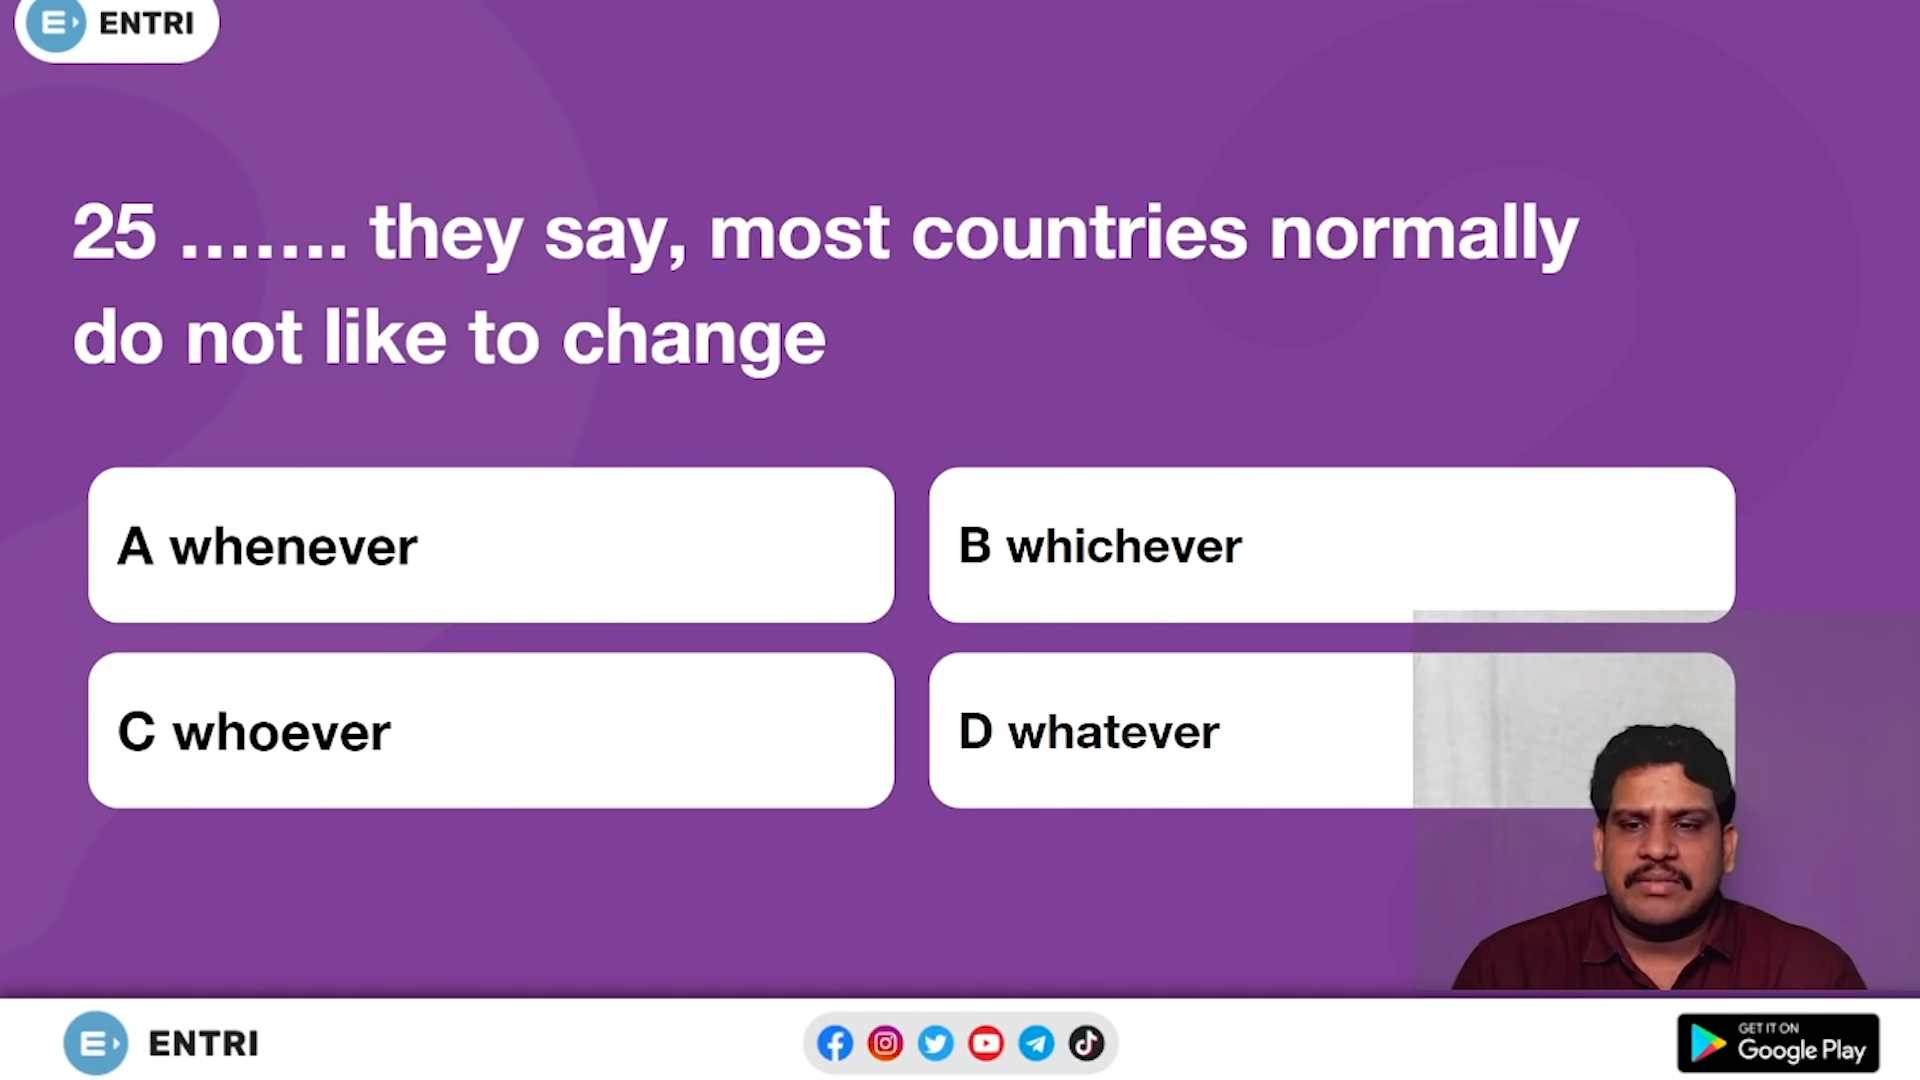 ENTRI
25 ....... they say, most countries normally
do not like to change
A whenever
B whichever
C whoever
D whatever
ENTRI
GET IT ON
Google Play